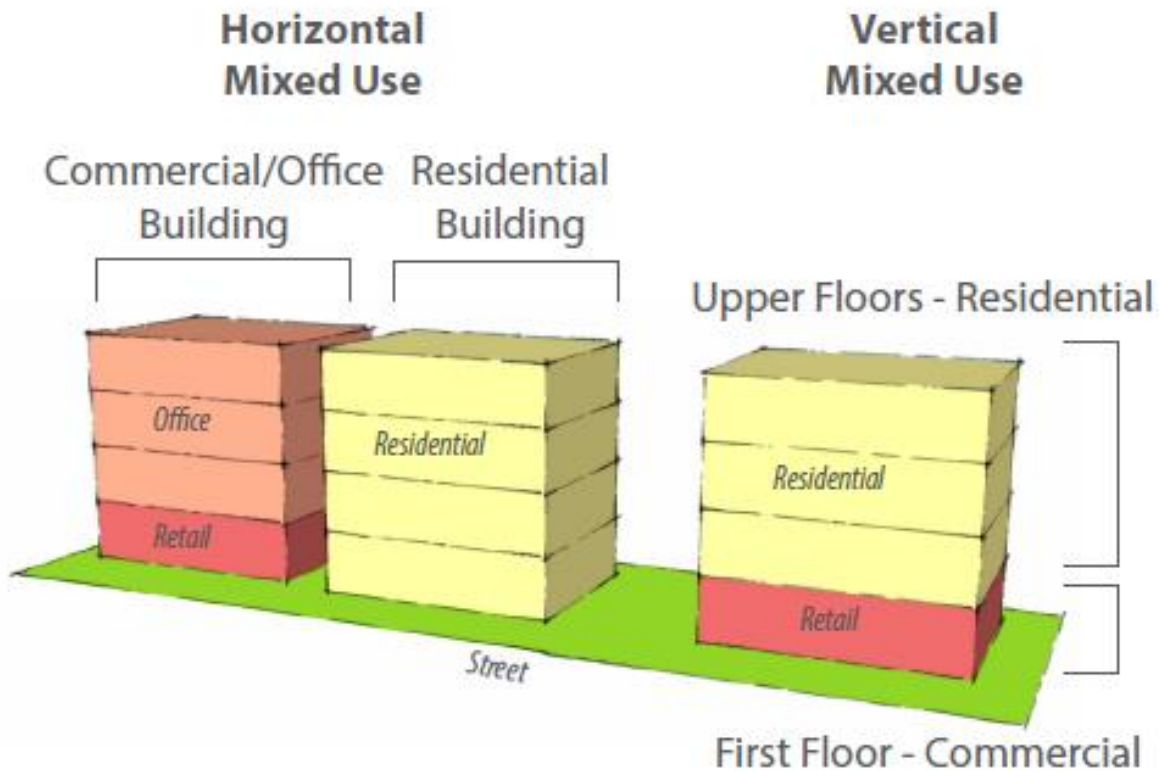 Horizontal
Mixed Use
Vertical
Mixed Use
Commercial/Office
Building
Residential
Building
Upper Floors - Residential
Office
Retail
Residential
Residential
Retail
Street
First Floor - Commercial